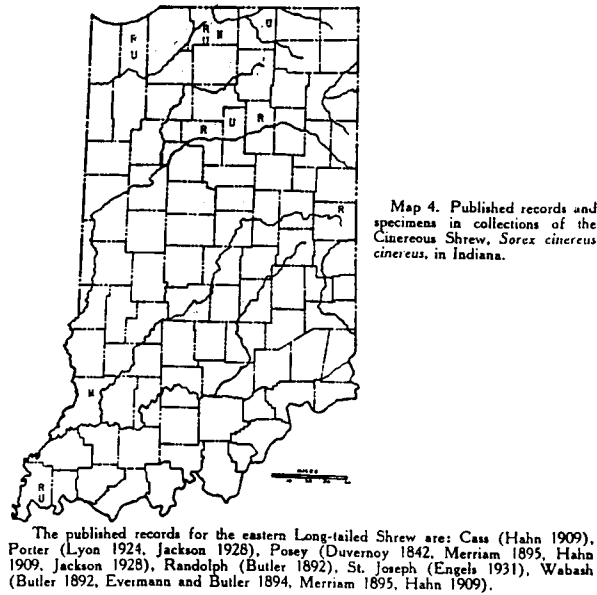 R
U
R
U
N
U
R
U
R
R
Map 4. Published records and
specimens in collections of the
Cinereous Shrew, Sorex cinereus
cinereus, in Indiana.
N
MILES
R
U
The published records for the eastern Long-tailed Shrew are: Cass (Hahn 1909),
Porter (Lyon 1924, Jackson 1928), Posey (Duvernoy 1842, Merriam 1895, Hahn
1909, Jackson 1928), Randolph (Butler 1892), St. Joseph (Engels 1931), Wabash
(Butler 1892, Evermann and Butler 1894, Merriam 1895, Hahn 1909).